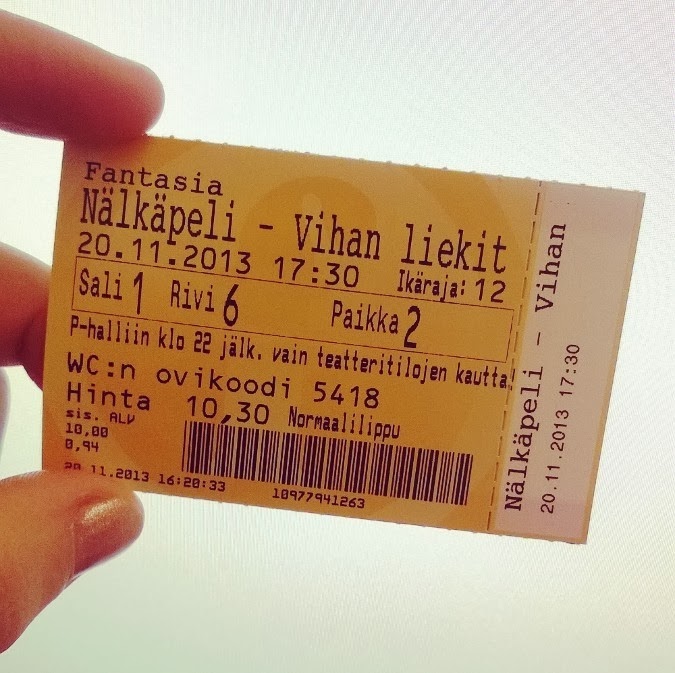 Fantasia
Nälkäpeli - Vihan liekit
20.11.2013 17:30 Ikäraja: 12
Sali 1 Rivi 6 Paikka 2
P-halliin klo 22 jälk. vain teatteritilojen kautta!
WC:n ovikoodi 5418
Hinta 10,30 Normaalilippu
sis. ALV
10,00
0,94
20.11.2013 16:20:33 10977941263
Nälkäpeli - Vihan
20.11.2013 17:30